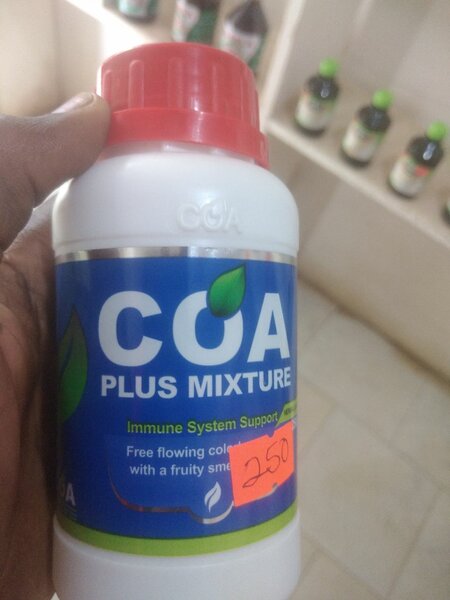 COA
COA
PLUS MIXTURE
Immune System Support
Free flowing
with a fruity
250